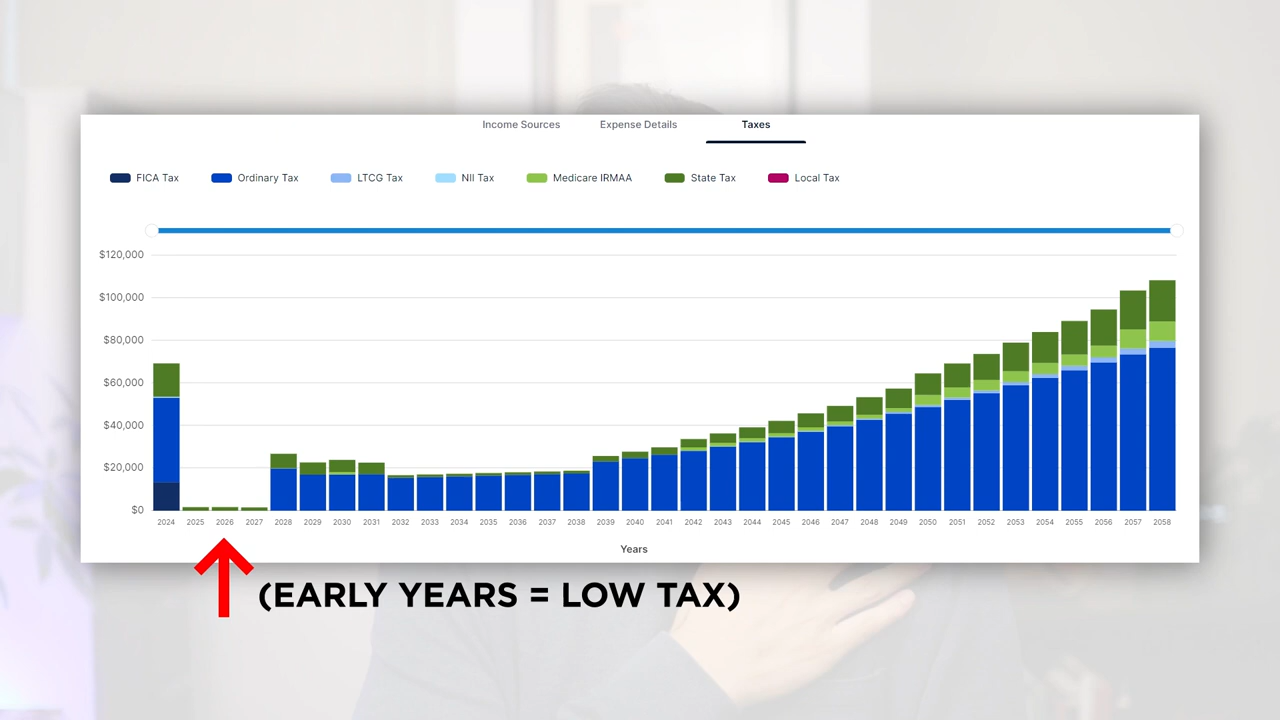 Income Sources Expense Details Taxes
FICA Tax Ordinary Tax LTCG Tax NII Tax Medicare IRMAA State Tax Local Tax
$120,000
$100,000
$80,000
$60,000
$40,000
$20,000
$0
2024 2025 2026 2027 2028 2029 2030 2031 2032 2033 2034 2035 2036 2037 2038 2039 2040 2041 2042 2043 2044 2045 2046 2047 2048 2049 2050 2051 2052 2053 2054 2055 2056 2057 2058
Years
(EARLY YEARS = LOW TAX)